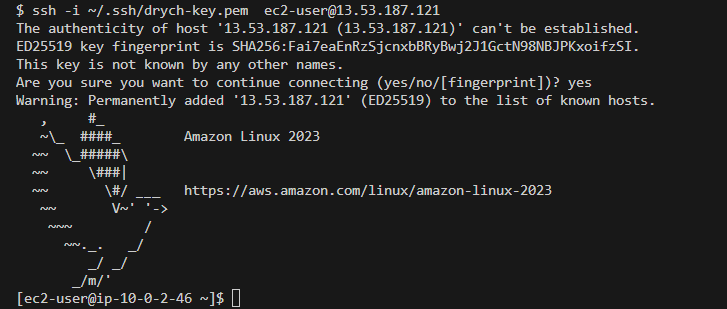 $ ssh -i ~/.ssh/drych-key.pem  ec2-user@13.53.187.121
The authenticity of host '13.53.187.121 (13.53.187.121)' can't be established.
ED25519 key fingerprint is SHA256:Fai7eaEnRzSjcnxbBRyBwj2J1GctN98NBJPKxoifzSI.
This key is not known by any other names.
Are you sure you want to continue connecting (yes/no/[fingerprint])? yes
Warning: Permanently added '13.53.187.121' (ED25519) to the list of known hosts.
   ,     #_
   ~\_  ####_        Amazon Linux 2023
  ~~  \_#####\
  ~~     \###|
  ~~       \#/ ___   https://aws.amazon.com/linux/amazon-linux-2023
   ~~       V~' '->
    ~~~         /
      ~~._.   _/
         _/ _/
       _/m/'
[ec2-user@ip-10-0-2-46 ~]$